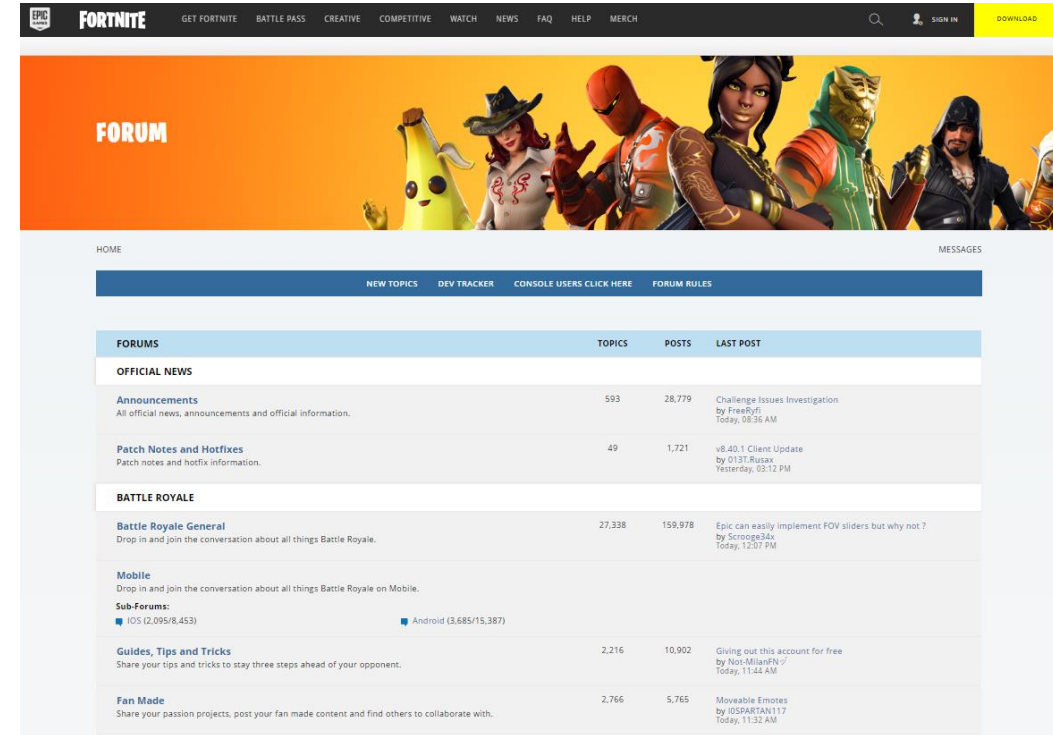 EPIC GAMES
FORTNITE GET FORTNITE BATTLE PASS CREATIVE COMPETITIVE WATCH NEWS FAQ HELP MERCH SIGN IN DOWNLOAD
FORUM
HOME MESSAGES
NEW TOPICS DEV TRACKER CONSOLE USERS CLICK HERE FORUM RULES
FORUMS TOPICS POSTS LAST POST
OFFICIAL NEWS
Announcements 593 28,779 Challenge Issues Investigation
All official news, announcements and official information. by FreeRyfi
Today, 08:36 AM
Patch Notes and Hotfixes 49 1,721 v8.40.1 Client Update
Patch notes and hotfix information. by 013T.Rusax
Yesterday, 03:12 PM
BATTLE ROYALE
Battle Royale General 27,338 159,978 Epic can easily implement FOV sliders but why not ?
Drop in and join the conversation about all things Battle Royale. by Scrooge34x
Today, 12:07 PM
Mobile
Drop in and join the conversation about all things Battle Royale on Mobile.
Sub-Forums:
IOS (2,095/8,453) Android (3,685/15,387)
Guides, Tips and Tricks 2,216 10,902 Giving out this account for free
Share your tips and tricks to stay three steps ahead of your opponent. by Not-MilanFN
Today, 11:44 AM
Fan Made 2,766 5,765 Moveable Emotes
Share your passion projects, post your fan made content and find others to collaborate with. by I0SPARTAN117
Today, 11:32 AM